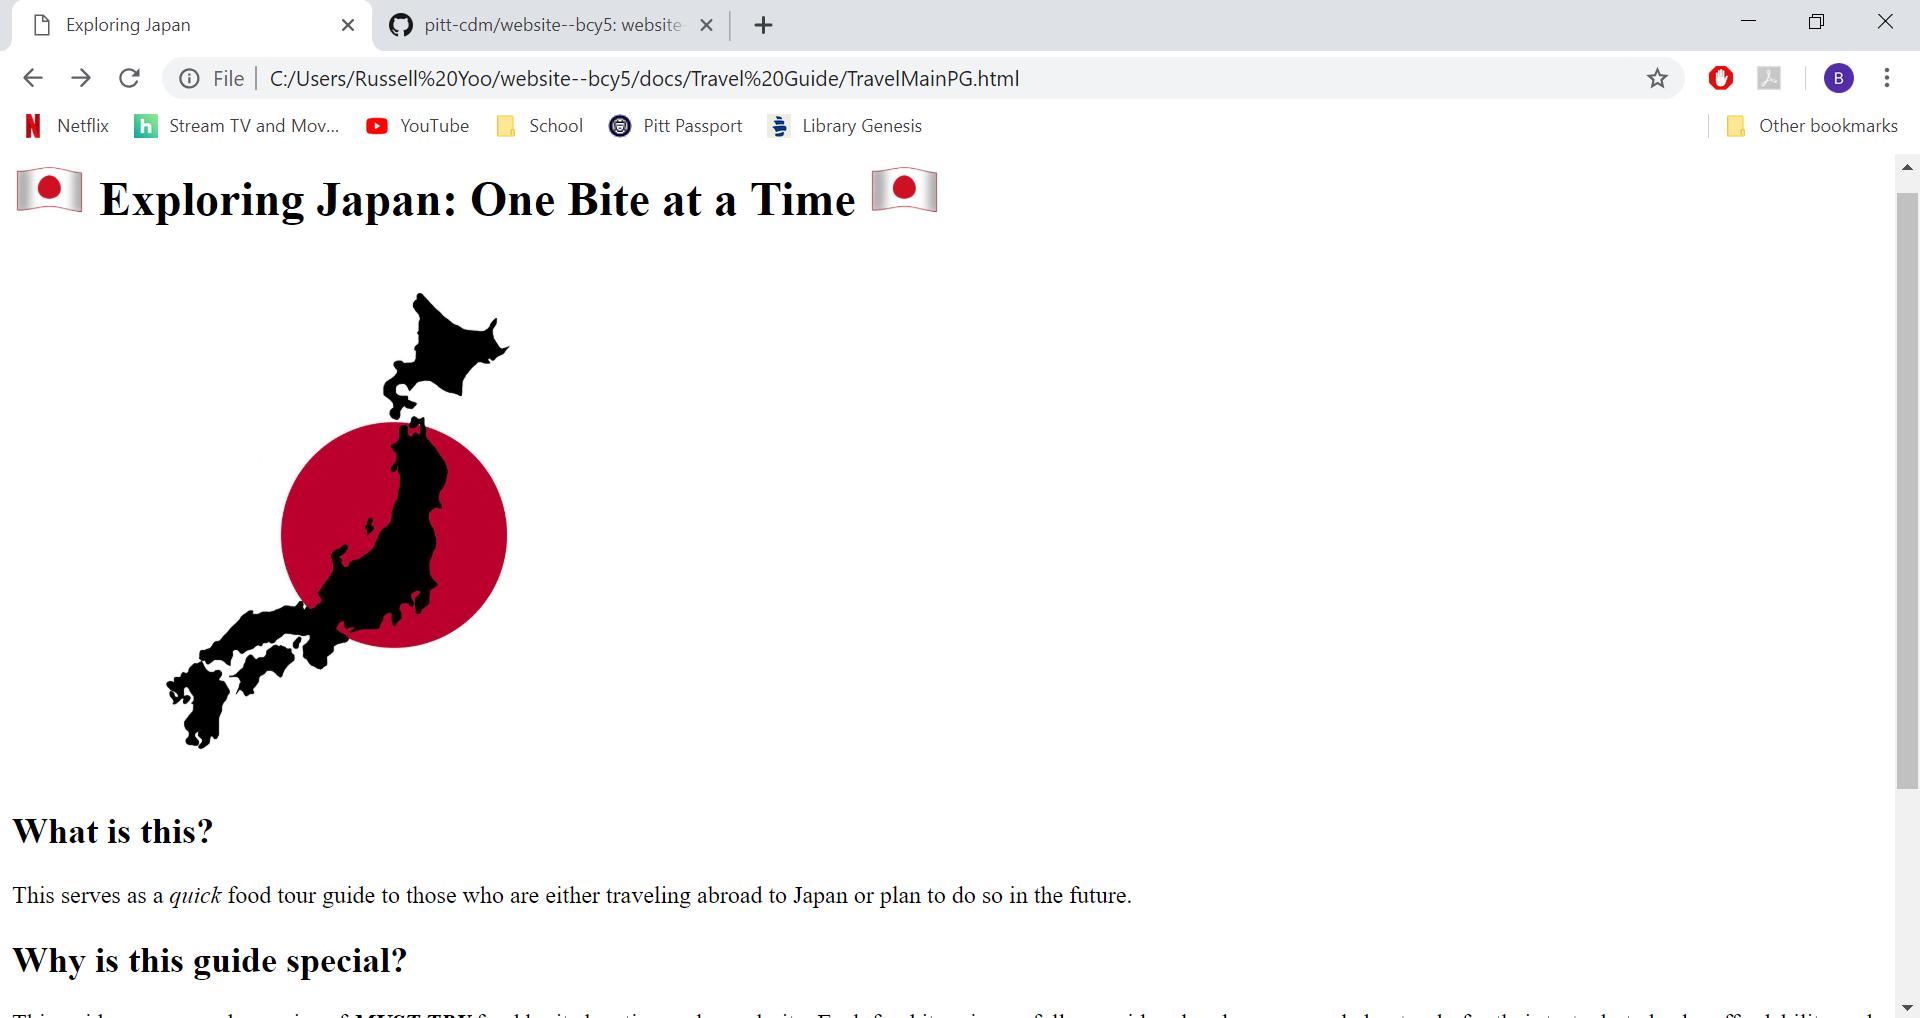 Exploring Japan
pitt-cdm/website--bcy5: website-
File
C:/Users/Russell%20Yoo/website--bcy5/docs/Travel%20Guide/TravelMainPG.html
B
Netflix
h
Stream TV and Mov...
YouTube
School
Pitt Passport
Library Genesis
Other bookmarks
Exploring Japan: One Bite at a Time
What is this?
This serves as a quick food tour guide to those who are either traveling abroad to Japan or plan to do so in the future.
Why is this guide special?